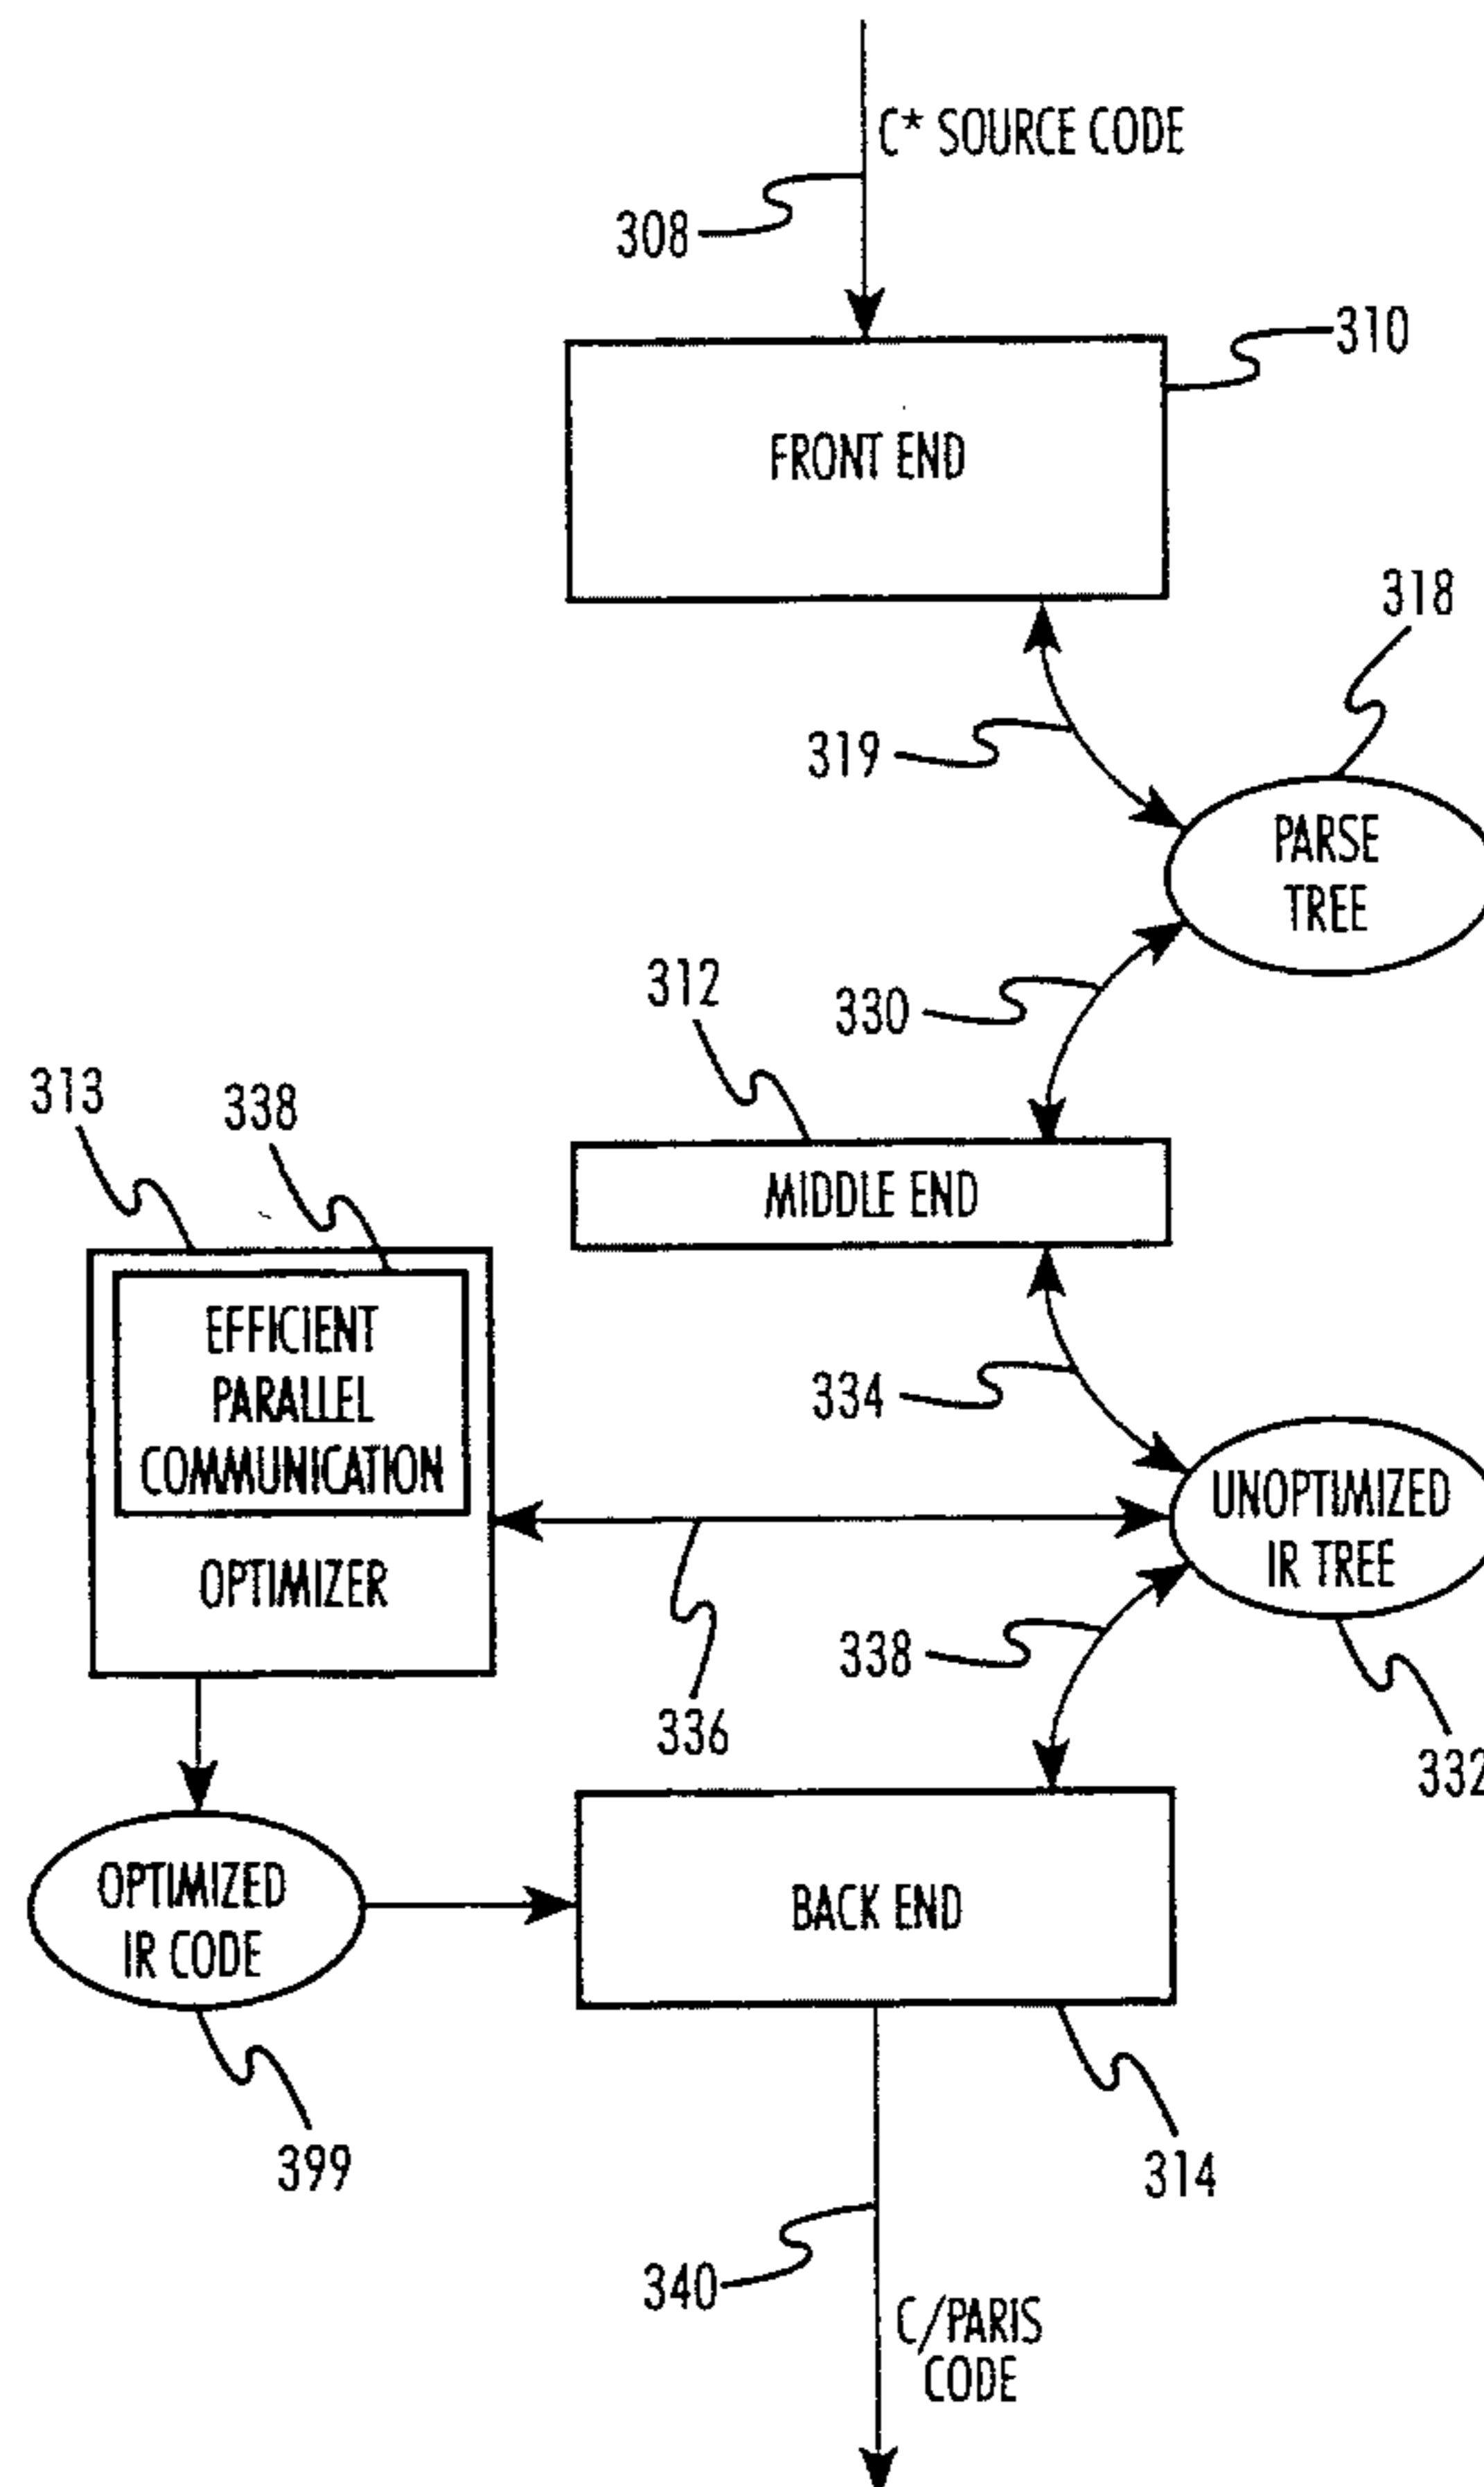 C* SOURCE CODE
308
310
FRONT END
318
319
PARSE
TREE
312
330
313
338
MIDDLE END
EFFICIENT
PARALLEL
COMMUNICATION
334
UNOPTIMIZED
IR TREE
OPTIMIZER
338
336
332
OPTIMIZED
IR CODE
BACK END
399
314
340
C/PARIS
CODE